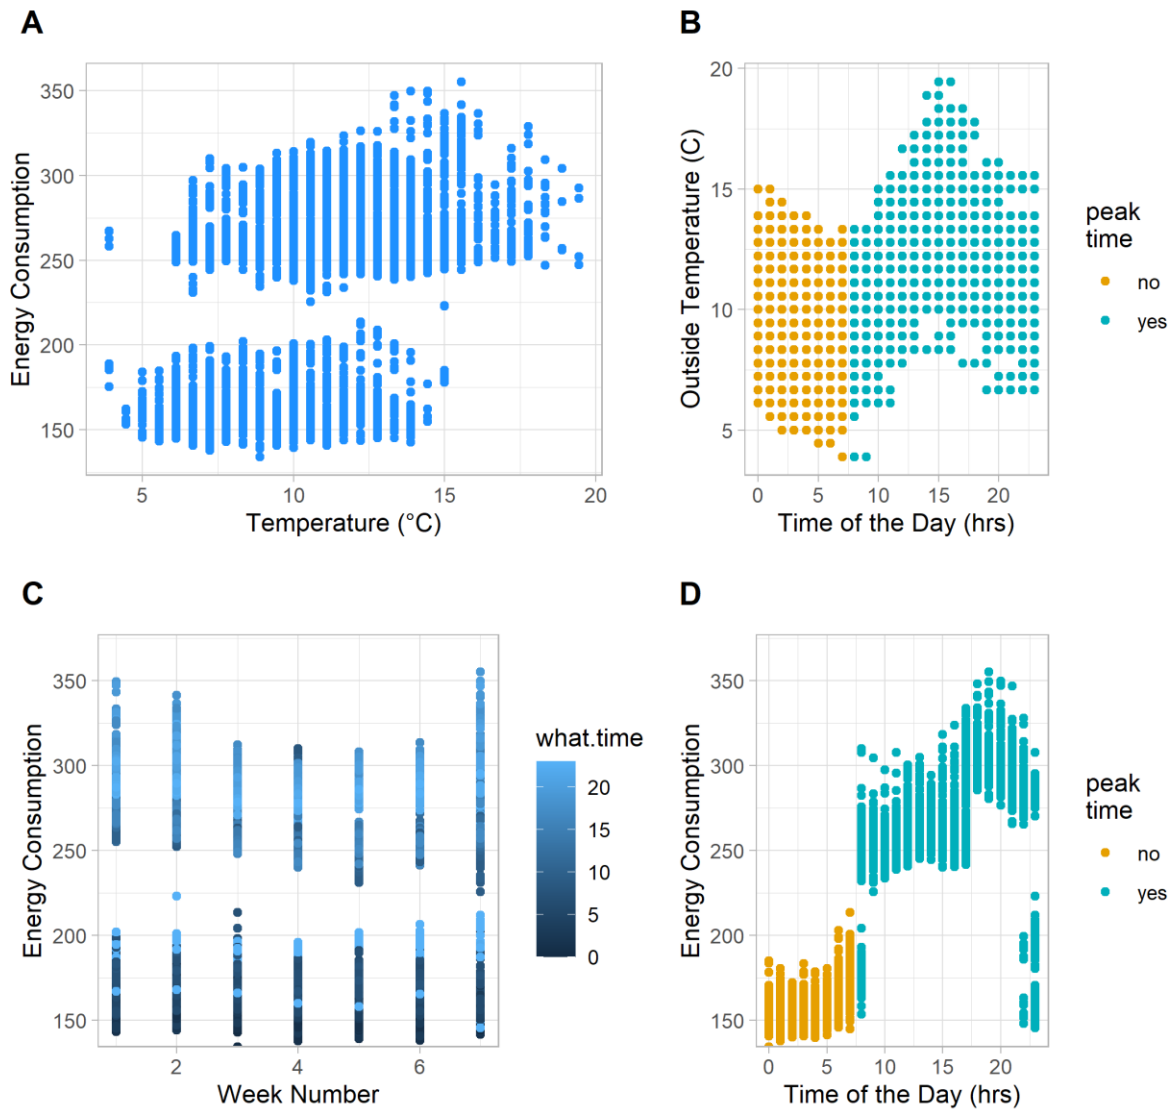 A
350
300
250
200
150
Energy Consumption
5
10
15
20
Temperature (°C)
B
20
15
10
5
Outside Temperature (C)
0
5
10
15
20
Time of the Day (hrs)
peak
time
no
yes
C
350
300
250
200
150
Energy Consumption
2
4
6
Week Number
what.time
20
15
10
5
0
D
350
300
250
200
150
Energy Consumption
0
5
10
15
20
Time of the Day (hrs)
peak
time
no
yes